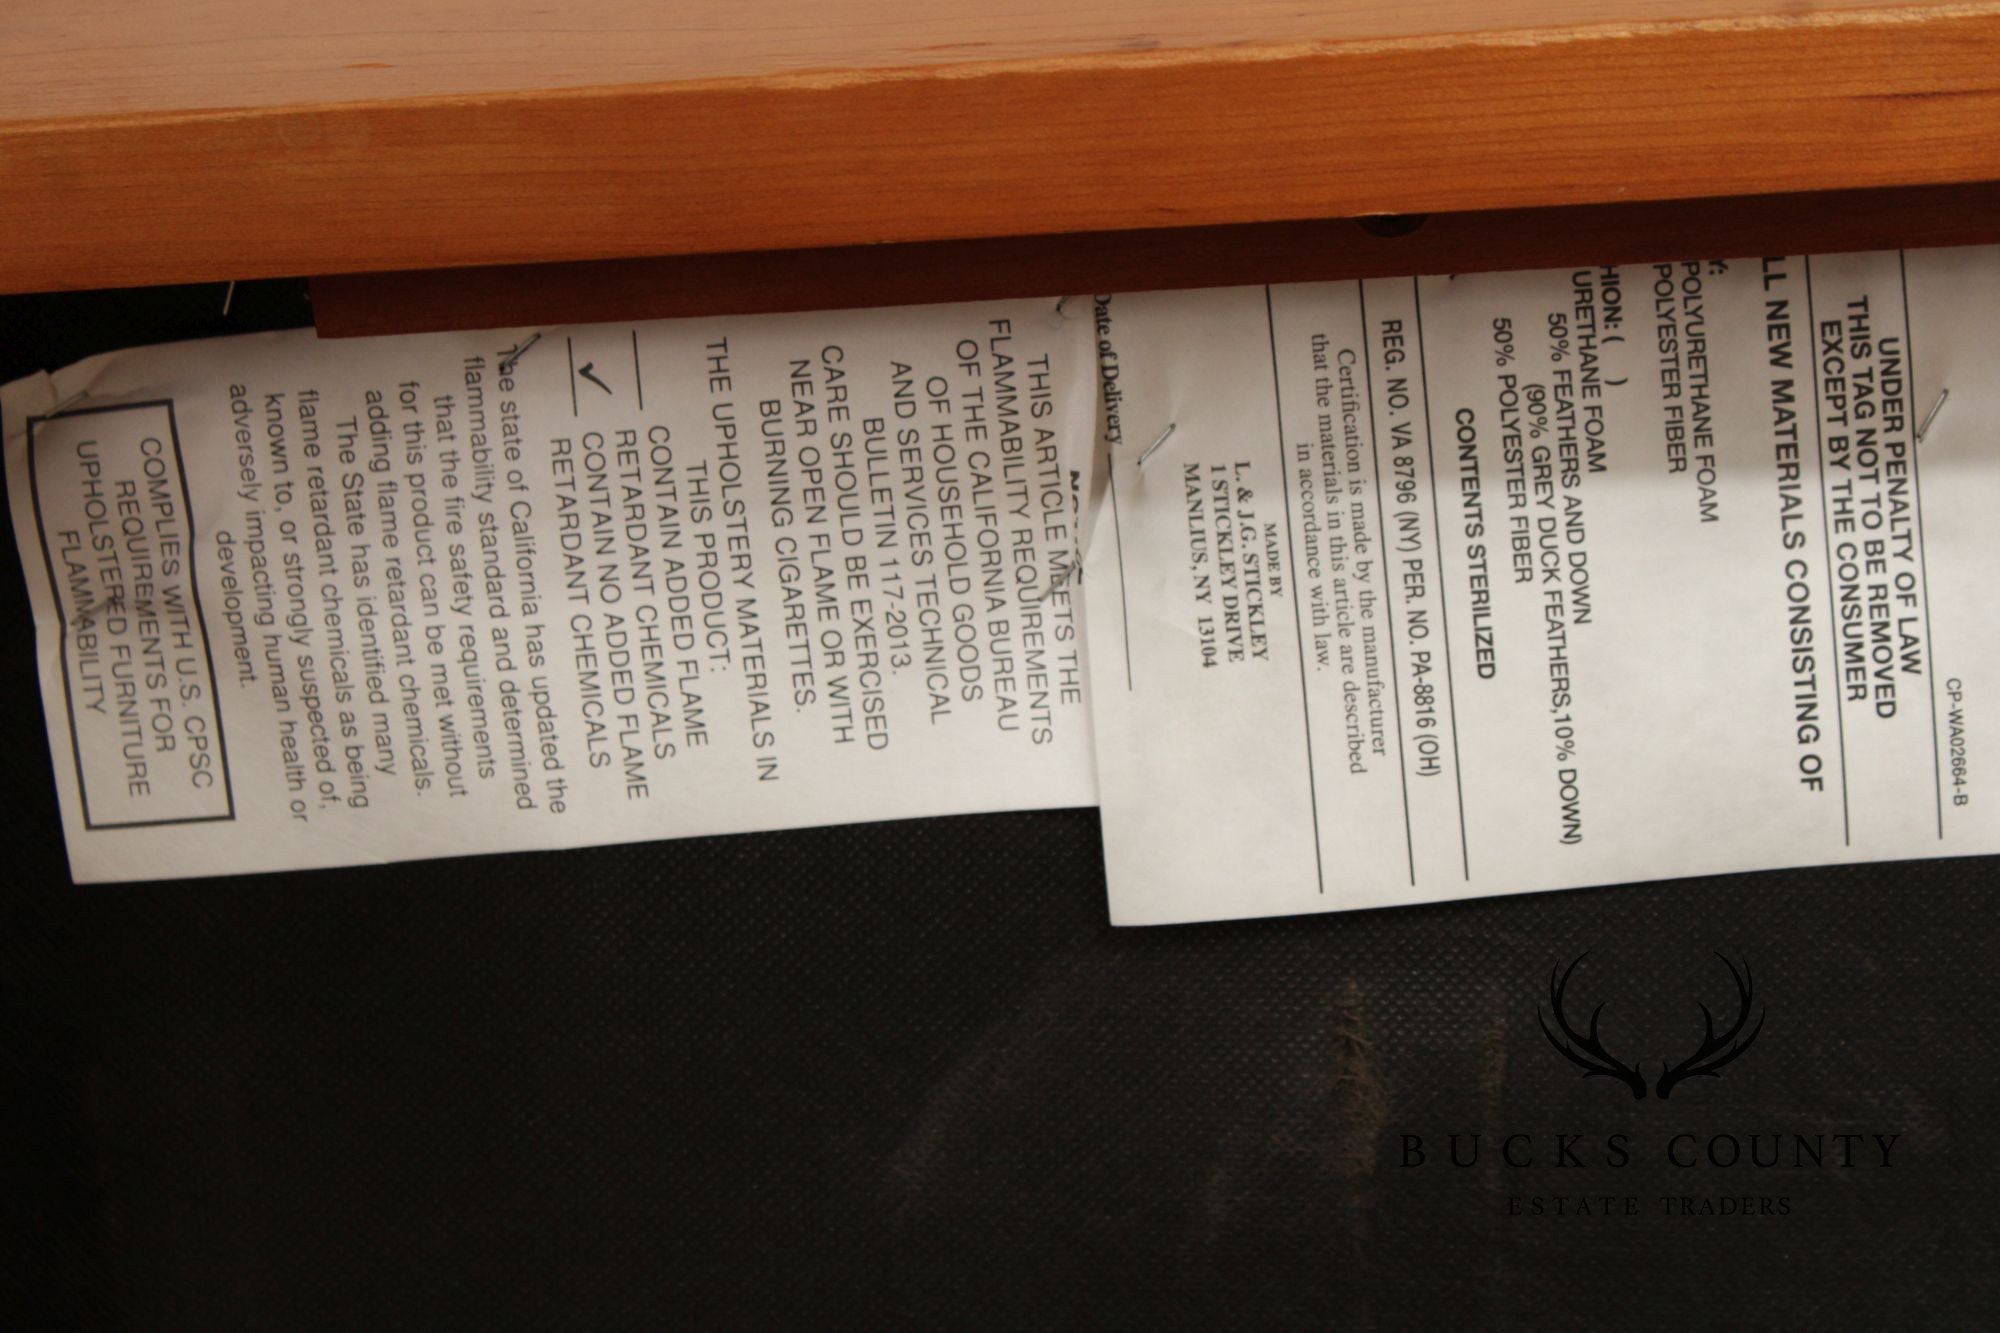 CP-WA02664-B
UNDER PENALTY OF LAW
THIS TAG NOT TO BE REMOVED
EXCEPT BY THE CONSUMER
LL NEW MATERIALS CONSISTING OF
Y:
POLYURETHANE FOAM
POLYESTER FIBER
HION: ( )
URETHANE FOAM
50% FEATHERS AND DOWN
(90% GREY DUCK FEATHERS,10% DOWN)
50% POLYESTER FIBER
CONTENTS STERILIZED
REG. NO. VA 8796 (NY) PER. NO. PA-8816 (OH)
Certification is made by the manufacturer
that the materials in this article are described
in accordance with law.
MADE BY
L. & J.G. STICKLEY
1 STICKLEY DRIVE
MANLIUS, NY 13104
Date of Delivery
THIS ARTICLE MEETS THE
FLAMMABILITY REQUIREMENTS
OF THE CALIFORNIA BUREAU
OF HOUSEHOLD GOODS
AND SERVICES TECHNICAL
BULLETIN 117-2013.
CARE SHOULD BE EXERCISED
NEAR OPEN FLAME OR WITH
BURNING CIGARETTES.
THE UPHOLSTERY MATERIALS IN
THIS PRODUCT:
CONTAIN ADDED FLAME
RETARDANT CHEMICALS
✓ CONTAIN NO ADDED FLAME
RETARDANT CHEMICALS
The state of California has updated the
flammability standard and determined
that the fire safety requirements
for this product can be met without
adding flame retardant chemicals.
The State has identified many
flame retardant chemicals as being
known to, or strongly suspected of,
adversely impacting human health or
development.
COMPLIES WITH U.S. CPSC
REQUIREMENTS FOR
UPHOLSTERED FURNITURE
FLAMMABILITY
BUCKS COUNTY
ESTATE TRADERS